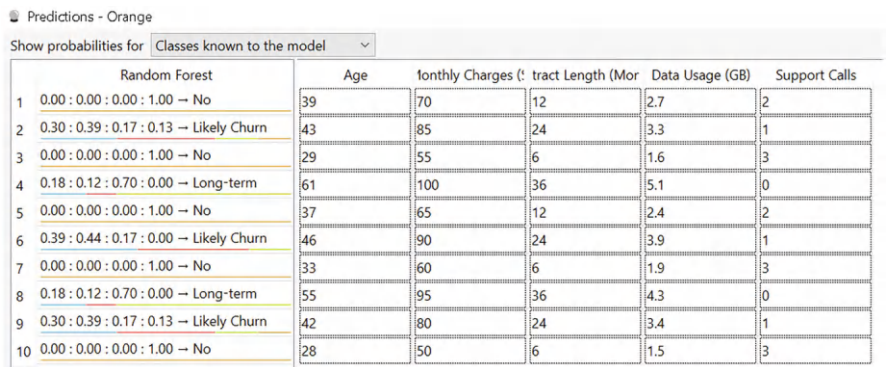 Predictions - Orange
Show probabilities for Classes known to the model
Random Forest Age Monthly Charges (: tract Length (Mor Data Usage (GB) Support Calls
1 0.00 : 0.00 : 0.00 : 1.00 → No 39 70 12 2.7 2
2 0.30 : 0.39 : 0.17 : 0.13 → Likely Churn 43 85 24 3.3 1
3 0.00 : 0.00 : 0.00 : 1.00 → No 29 55 6 1.6 3
4 0.18 : 0.12 : 0.70 : 0.00 → Long-term 61 100 36 5.1 0
5 0.00 : 0.00 : 0.00 : 1.00 → No 37 65 12 2.4 2
6 0.39 : 0.44 : 0.17 : 0.00 → Likely Churn 46 90 24 3.9 1
7 0.00 : 0.00 : 0.00 : 1.00 → No 33 60 6 1.9 3
8 0.18 : 0.12 : 0.70 : 0.00 → Long-term 55 95 36 4.3 0
9 0.30 : 0.39 : 0.17 : 0.13 → Likely Churn 42 80 24 3.4 1
10 0.00 : 0.00 : 0.00 : 1.00 → No 28 50 6 1.5 3